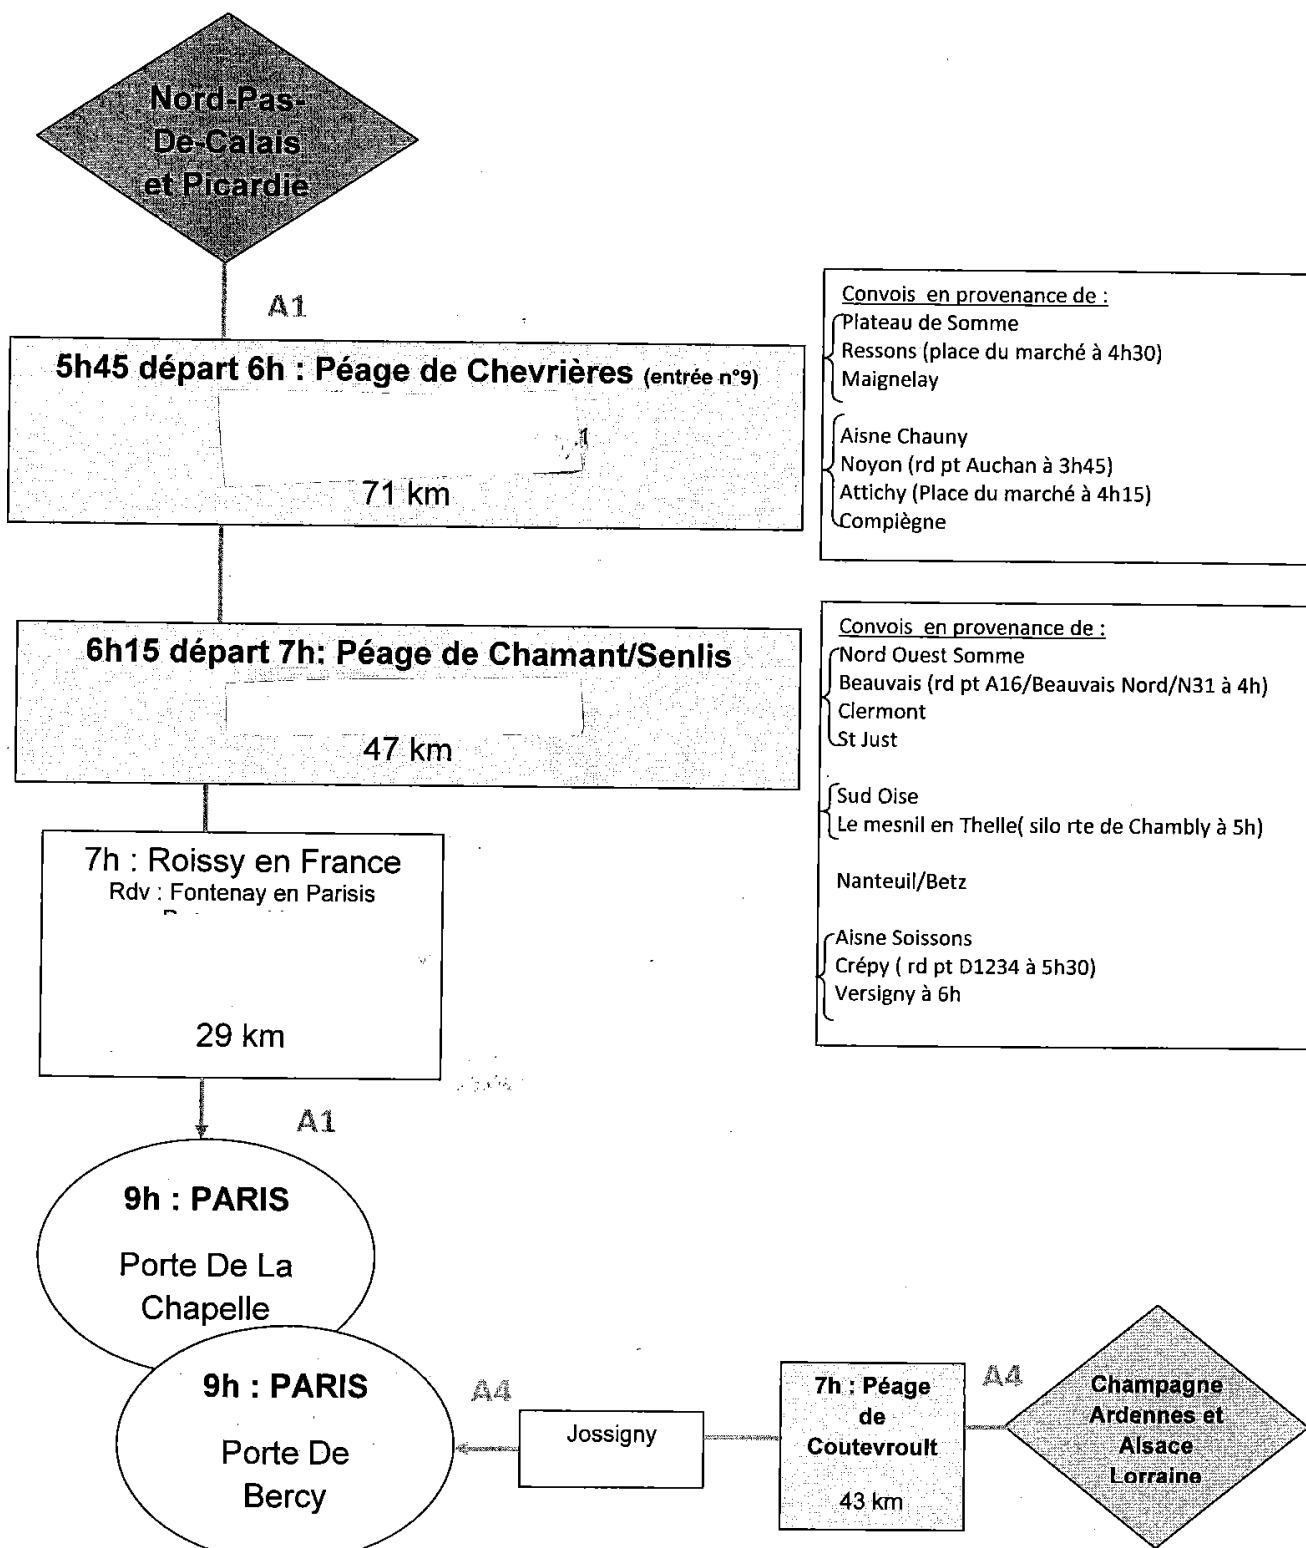 Nord-Pas-
De-Calais
et Picardie
A1
5h45 départ 6h : Péage de Chevrières (entrée n°9)
71 km
Convois en provenance de :
Plateau de Somme
Ressons (place du marché à 4h30)
Maignelay
Aisne Chauny
Noyon (rd pt Auchan à 3h45)
Attichy (Place du marché à 4h15)
Compiègne
6h15 départ 7h: Péage de Chamant/Senlis
47 km
Convois en provenance de :
Nord Ouest Somme
Beauvais (rd pt A16/Beauvais Nord/N31 à 4h)
Clermont
St Just
Sud Oise
Le mesnil en Thelle( silo rte de Chambly à 5h)
Nanteuil/Betz
Aisne Soissons
Crépy ( rd pt D1234 à 5h30)
Versigny à 6h
7h : Roissy en France
Rdv : Fontenay en Parisis
29 km
A1
9h : PARIS
Porte De La
Chapelle
9h : PARIS
Porte De
Bercy
A4
Jossigny
7h : Péage
de
Coutevroult
43 km
A4
Champagne
Ardennes et
Alsace
Lorraine